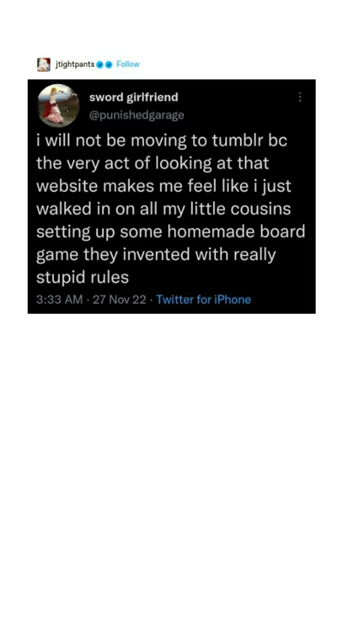 jtightpants Follow
sword girlfriend
@punishedgarage
i will not be moving to tumblr bc
the very act of looking at that
website makes me feel like i just
walked in on all my little cousins
setting up some homemade board
game they invented with really
stupid rules
3:33 AM · 27 Nov 22 · Twitter for iPhone